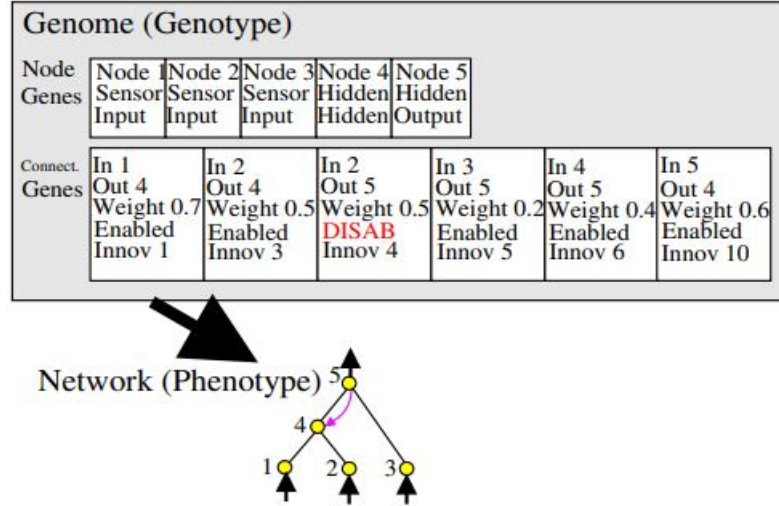 Genome (Genotype)
Node Genes
Node 1 Sensor Input
Node 2 Sensor Input
Node 3 Sensor Input
Node 4 Hidden Hidden
Node 5 Hidden Output
Connect. Genes
In 1
Out 4
Weight 0.7
Enabled
Innov 1
In 2
Out 4
Weight 0.5
Enabled
Innov 3
In 2
Out 5
Weight 0.5
DISAB
Innov 4
In 3
Out 5
Weight 0.2
Enabled
Innov 5
In 4
Out 5
Weight 0.4
Enabled
Innov 6
In 5
Out 4
Weight 0.6
Enabled
Innov 10
Network (Phenotype)
5
4
1
2
3